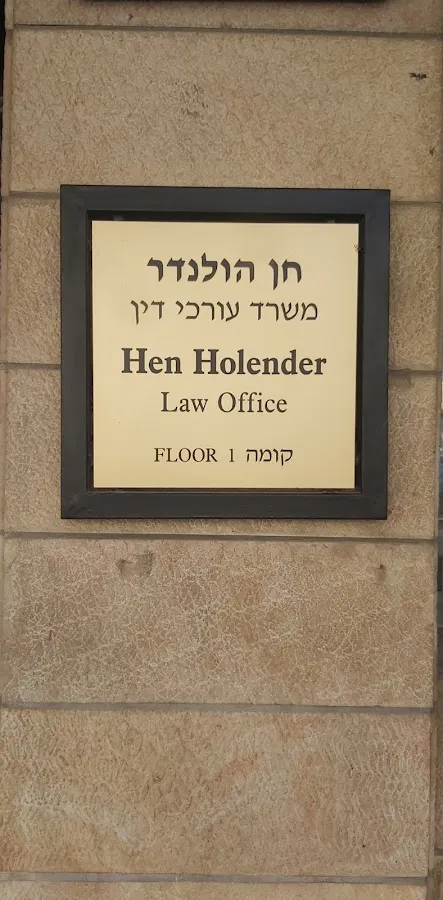 חן הולנדר
משרד עורכי דין
Hen Holender
Law Office
FLOOR 1 קומה